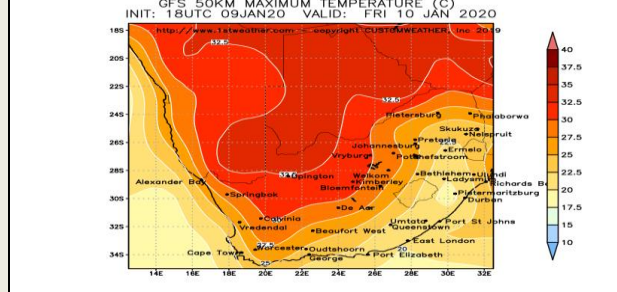 GFS 50KM MAXIMUM TEMPERATURE (C)
INIT: 18UTC 09JAN20 VALID: FRI 10 JAN 2020
http://www.1stweather.com -- copyright CUSTOMWEATHER, Inc 2019
18S
20S
22S
24S
26S
28S
30S
32S
34S
32.5
32.5
Pietersburg
Phalaborwa
Skukuza
Nelspruit
Pretoria
Johannesburg
Ermelo
Vryburg
Potchefstroom
Upington
Welkom
Bethlehem
Ulundi
Ladysmith
Alexander Bay
Kimberley
Richards B
Bloemfontein
Springbok
Pietermaritzburg
Durban
De Aar
Calvinia
Umtata
Port St Johns
Vredendal
Queenstown
Beaufort West
East London
32.5
Worcester
Oudtshoorn
20
Cape Town
George
Port Elizabeth
25
14E 16E 18E 20E 22E 24E 26E 28E 30E 32E
40
37.5
35
32.5
30
27.5
25
22.5
20
17.5
15
10